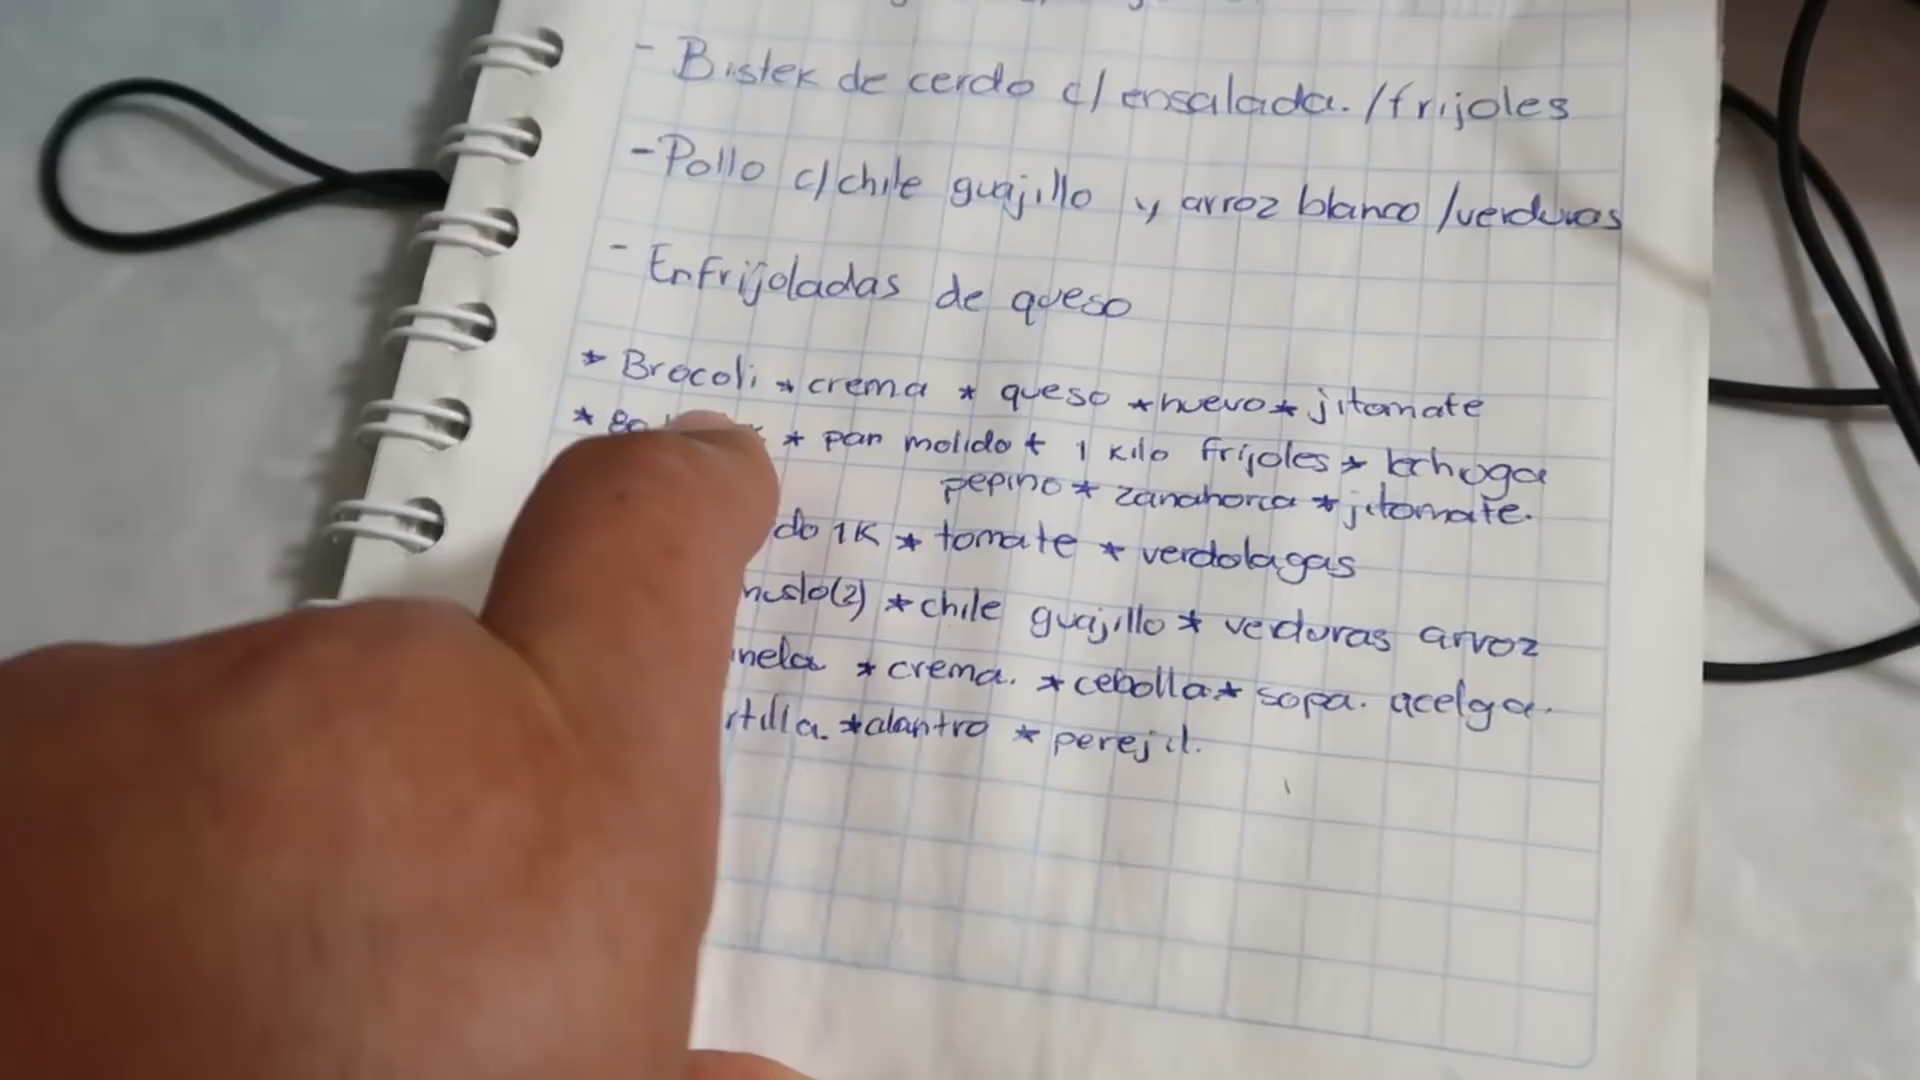 - Bistek de cerdo c/ ensalada. /frijoles
- Pollo c/chile guajillo y arroz blanco /verduras
- Enfrijoladas de queso
* Brocoli * crema * queso * huevo * jitomate
* * pan molido * 1 kilo frijoles * lechuga
pepino * zanahoria * jitomate.
do 1K * tomate * verdolagas
muslo(2) * chile guajillo * verduras arroz
nela * crema. * cebolla * sopa. acelga.
rtilla. *cilantro * perejil.